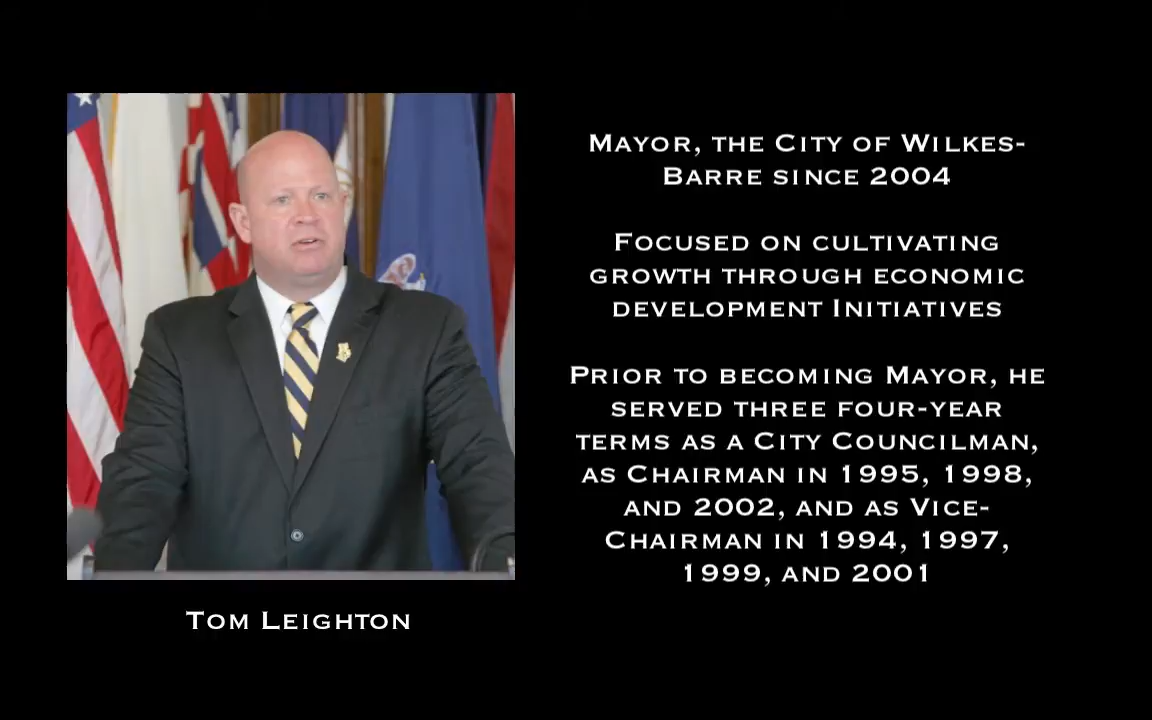 Mayor, the City of Wilkes-
Barre since 2004
Focused on cultivating
growth through economic
development Initiatives
Prior to becoming Mayor, he
served three four-year
terms as a City Councilman,
as Chairman in 1995, 1998,
and 2002, and as Vice-
Chairman in 1994, 1997,
1999, and 2001
Tom Leighton